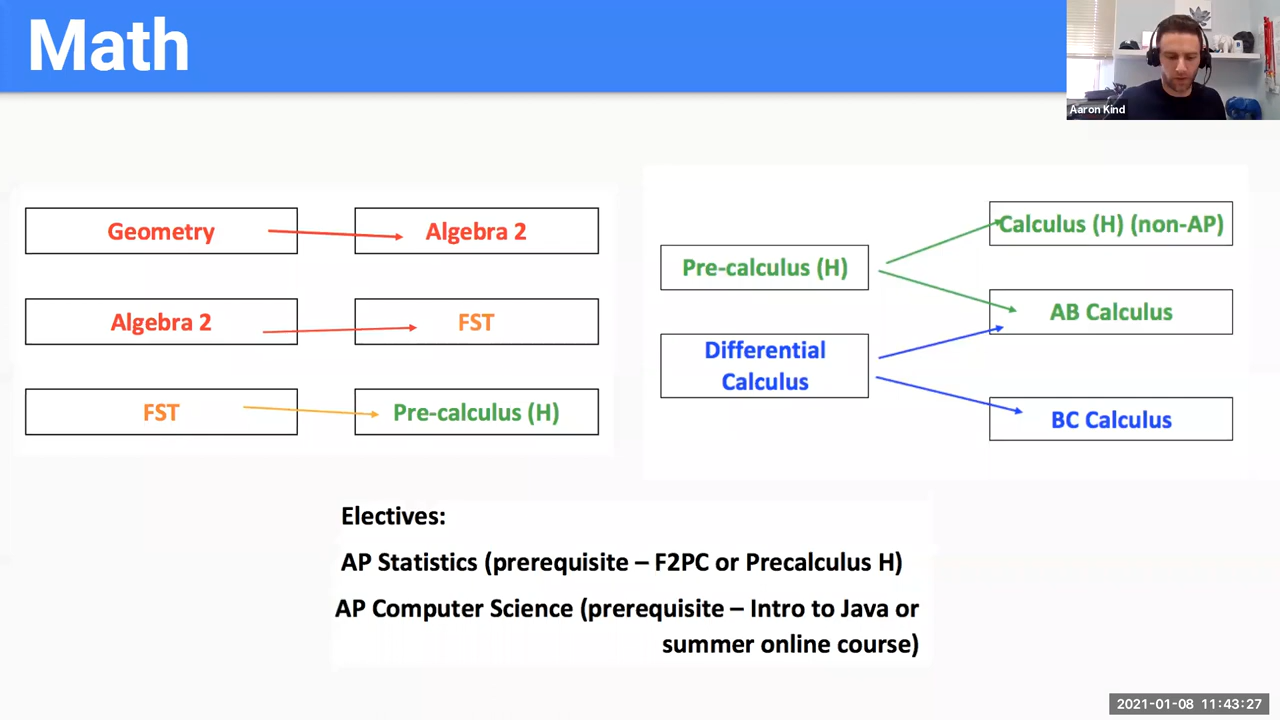 Math
Aaron Kind
Geometry
Algebra 2
Algebra 2
FST
FST
Pre-calculus (H)
Pre-calculus (H)
Differential
Calculus
Calculus (H) (non-AP)
AB Calculus
BC Calculus
Electives:
AP Statistics (prerequisite – F2PC or Precalculus H)
AP Computer Science (prerequisite – Intro to Java or
summer online course)
2021-01-08 11:43:27